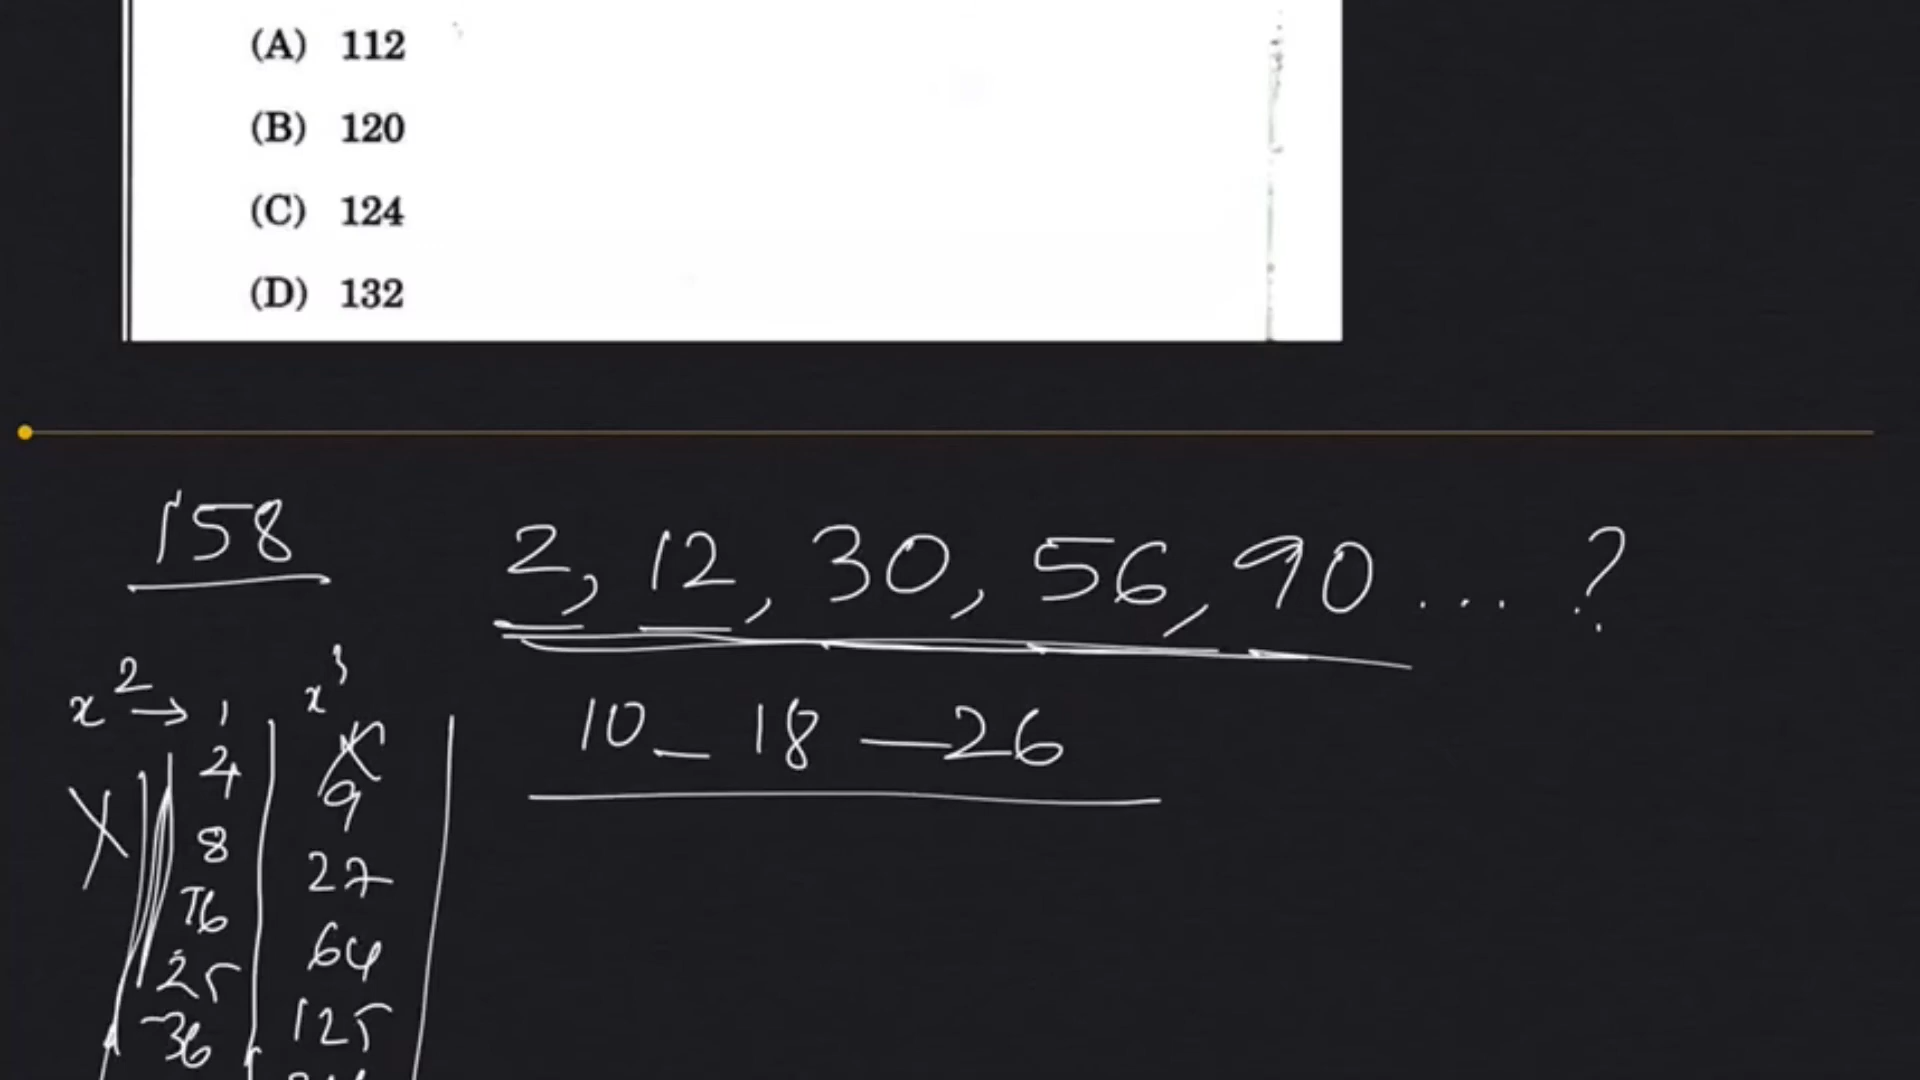 (A) 112
(B) 120
(C) 124
(D) 132
158
2, 12, 30, 56, 90 ... ?
10 - 18 - 26
x² → 1
4
8
16
25
36
x³
9
27
64
125